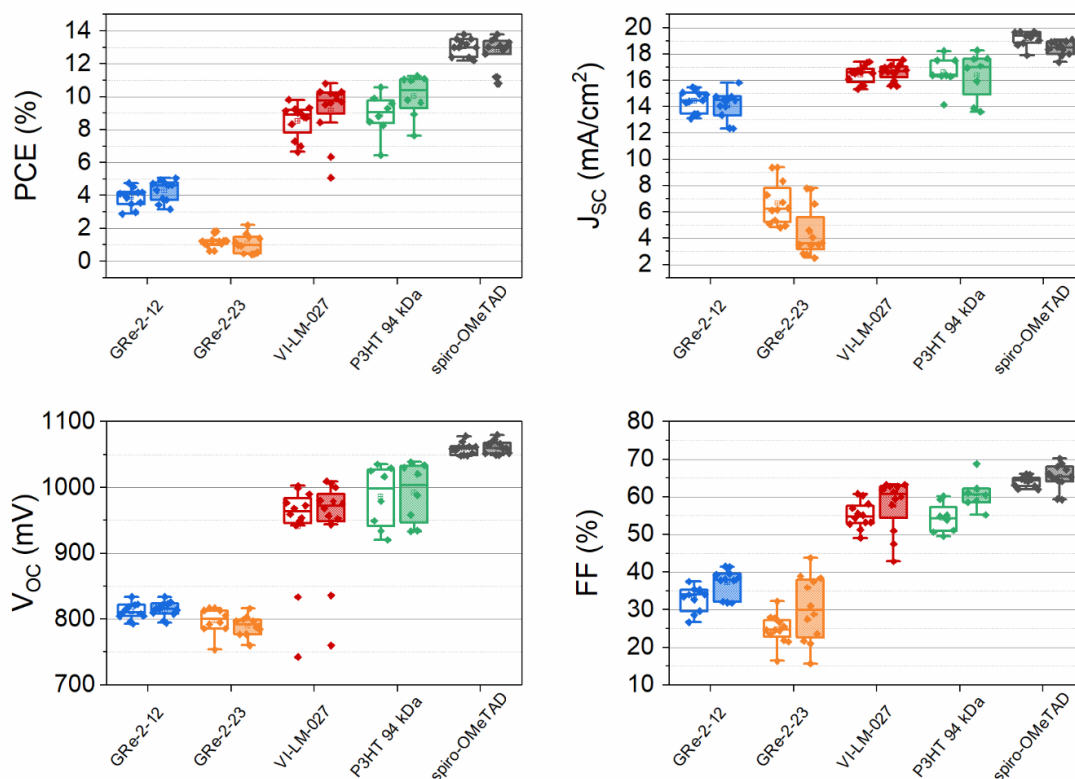 PCE (%)
14
12
10
8
6
4
2
0
GRe-2-12
GRe-2-23
VI-LM-027
P3HT 94 kDa
spiro-OMeTAD
J_SC (mA/cm²)
20
18
16
14
12
10
8
6
4
2
GRe-2-12
GRe-2-23
VI-LM-027
P3HT 94 kDa
spiro-OMeTAD
V_OC (mV)
1100
1000
900
800
700
GRe-2-12
GRe-2-23
VI-LM-027
P3HT 94 kDa
spiro-OMeTAD
FF (%)
80
70
60
50
40
30
20
10
GRe-2-12
GRe-2-23
VI-LM-027
P3HT 94 kDa
spiro-OMeTAD